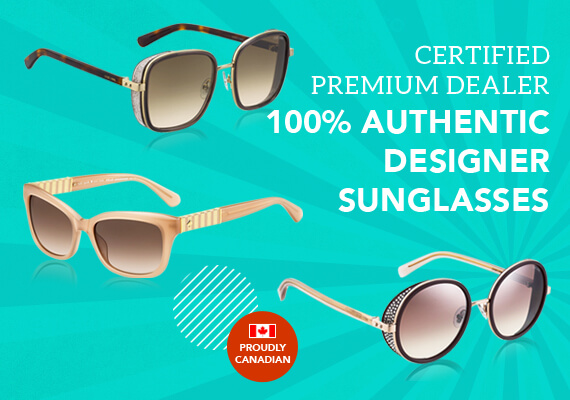 CERTIFIED
PREMIUM DEALER
100% AUTHENTIC
DESIGNER
SUNGLASSES
PROUDLY
CANADIAN